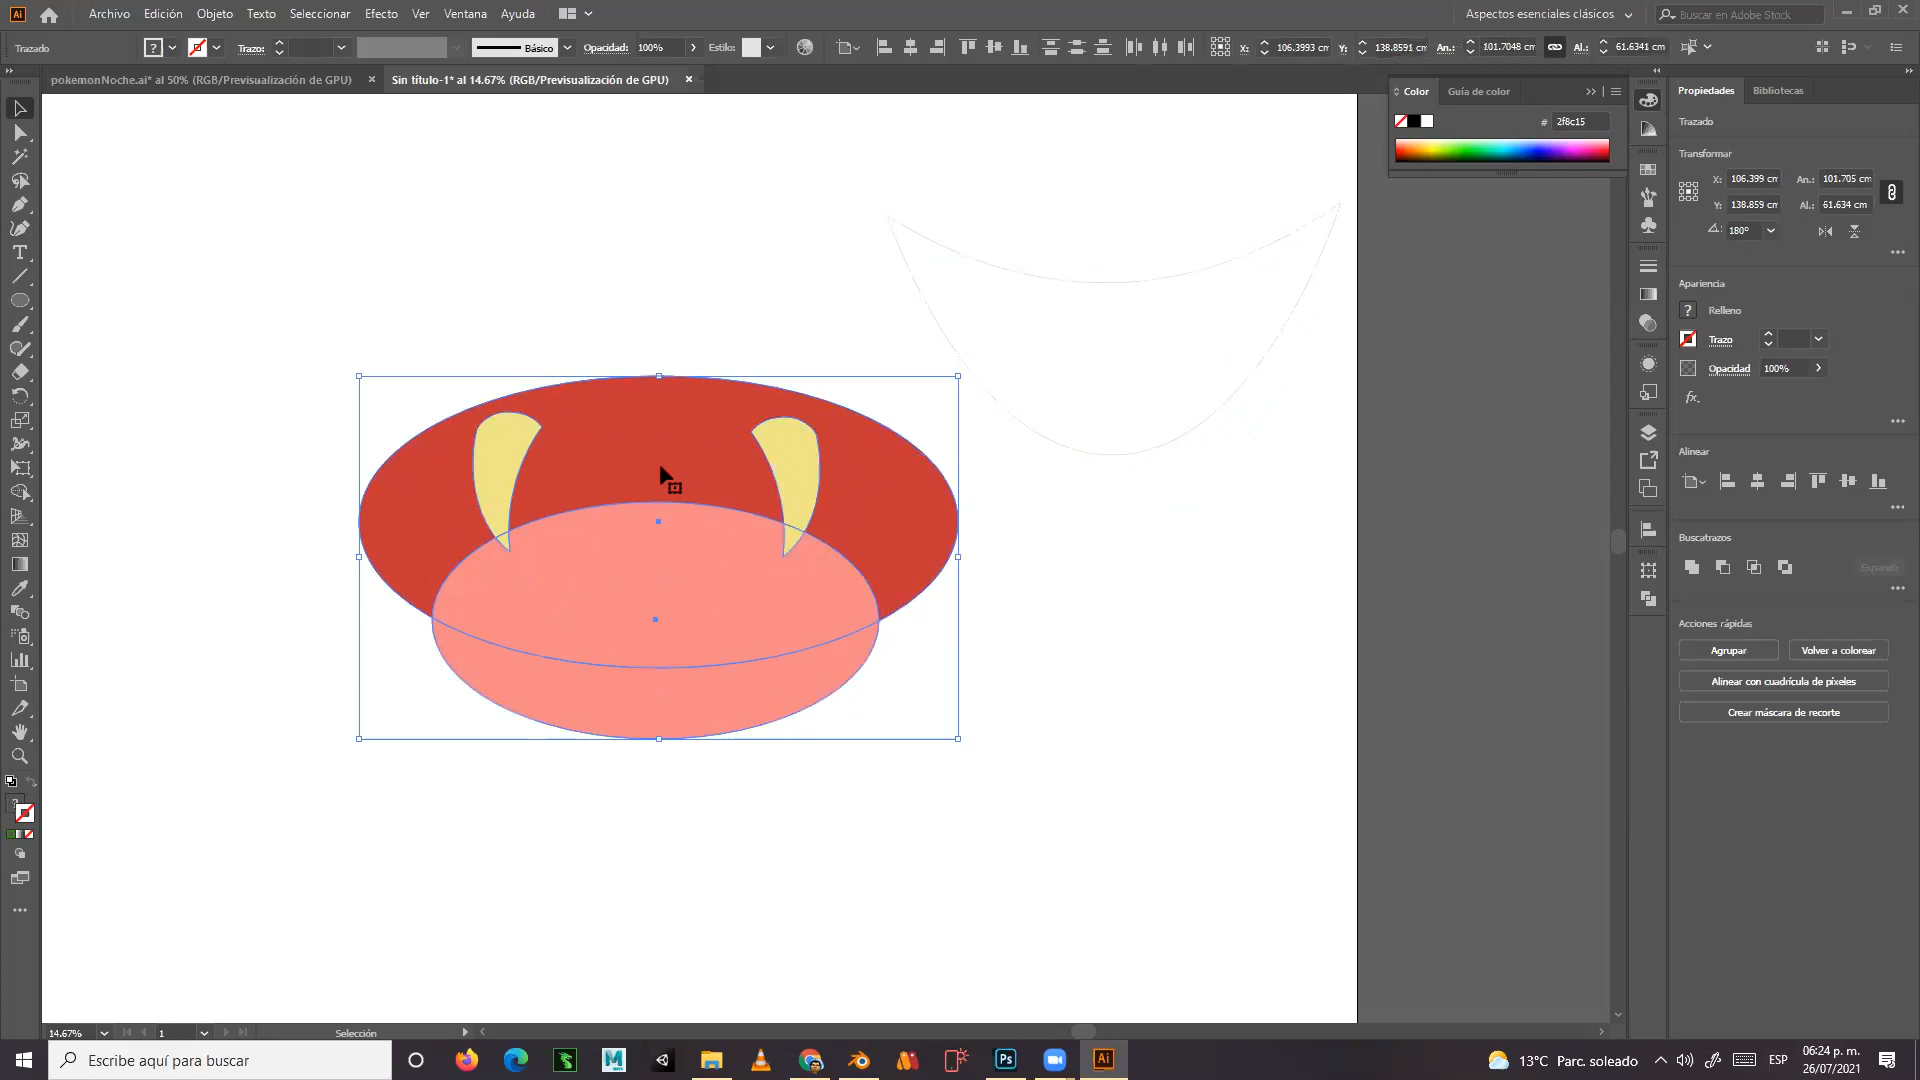 Archivo Edición Objeto Texto Seleccionar Efecto Ver Ventana Ayuda
Aspectos esenciales clásicos
Buscar en Adobe Stock
Trazado
Trazo:
Básico
Opacidad: 100%
Estilo:
X: 106.3993 cm
Y: 138.8591 cm
An.: 101.7048 cm
Al.: 61.6341 cm
pokemonNoche.ai* al 50% (RGB/Previsualización de GPU)
Sin título-1* al 14.67% (RGB/Previsualización de GPU)
Color
Guía de color
# 2f8c15
Propiedades
Bibliotecas
Trazado
Transformar
X: 106.399 cm
An.: 101.705 cm
Y: 138.859 cm
Al.: 61.634 cm
180°
Apariencia
Relleno
Trazo
Opacidad 100%
fx.
Alinear
Buscatrazos
Expandir
Acciones rápidas
Agrupar
Volver a colorear
Alinear con cuadrícula de píxeles
Crear máscara de recorte
14.67%
1
Selección
Escribe aquí para buscar
Ps
Ai
13°C Parc. soleado
ESP
06:24 p. m.
26/07/2021